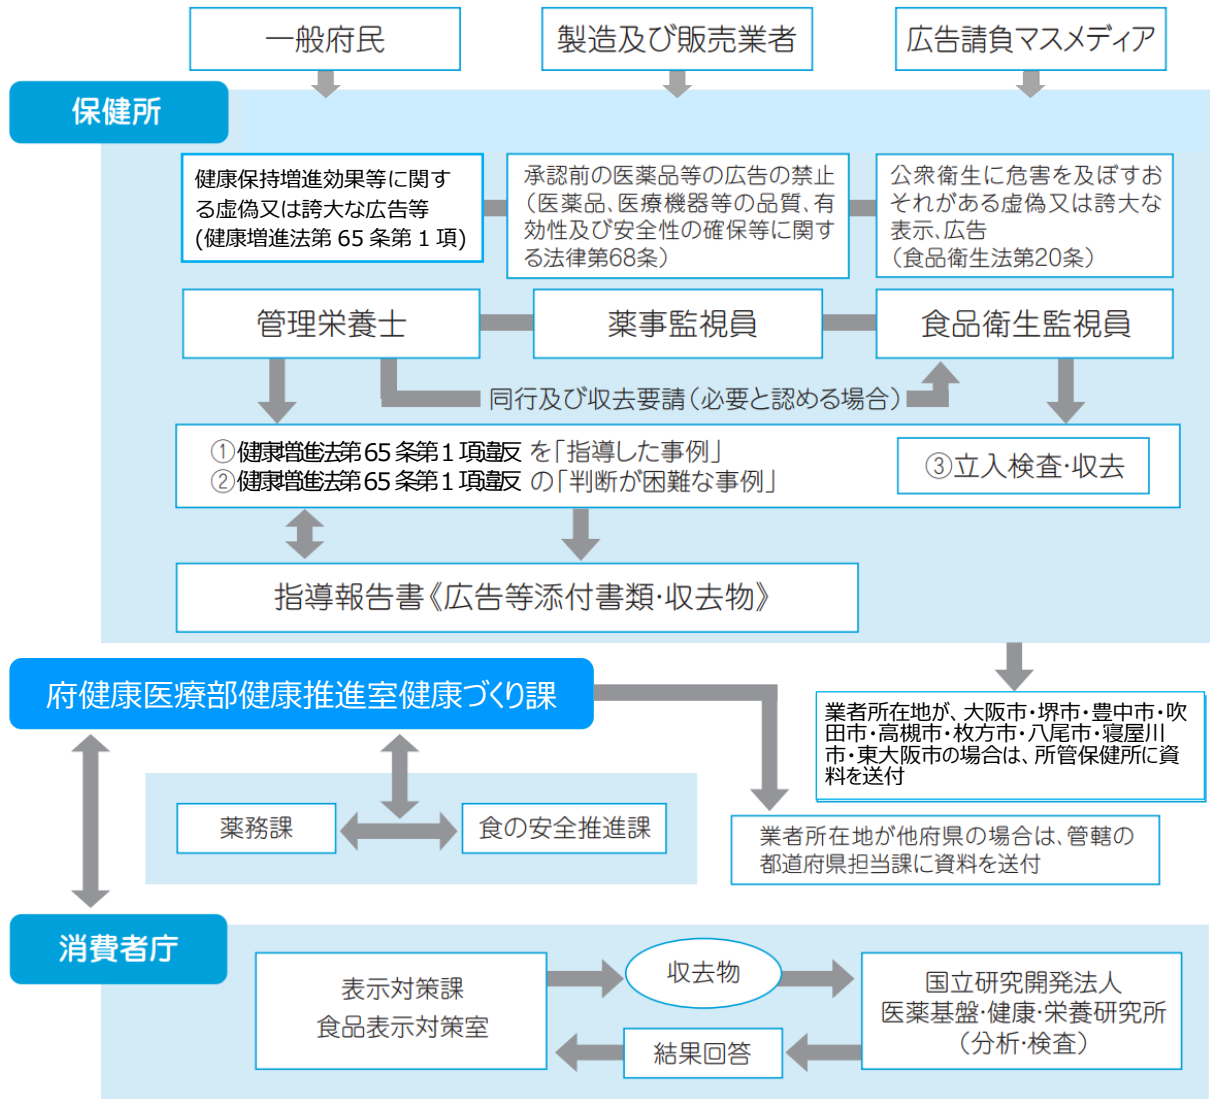 一般府民
製造及び販売業者
広告請負マスメディア
保健所
健康保持増進効果等に関す
る虚偽又は誇大な広告等
(健康増進法第 65 条第 1 項)
承認前の医薬品等の広告の禁止
（医薬品、医療機器等の品質、有
効性及び安全性の確保等に関す
る法律第68条）
公衆衛生に危害を及ぼすお
それがある虚偽又は誇大な
表示、広告
（食品衛生法第20条）
管理栄養士
薬事監視員
食品衛生監視員
同行及び収去要請（必要と認める場合）
①健康増進法第 65 条第 1 項違反 を「指導した事例」
②健康増進法第 65 条第 1 項違反 の「判断が困難な事例」
③立入検査・収去
指導報告書《広告等添付書類・収去物》
府健康医療部健康推進室健康づくり課
業者所在地が、大阪市・堺市・豊中市・吹
田市・高槻市・枚方市・八尾市・寝屋川
市・東大阪市の場合は、所管保健所に資
料を送付
薬務課
食の安全推進課
業者所在地が他府県の場合は、管轄の
都道府県担当課に資料を送付
消費者庁
表示対策課
食品表示対策室
収去物
結果回答
国立研究開発法人
医薬基盤・健康・栄養研究所
（分析・検査）